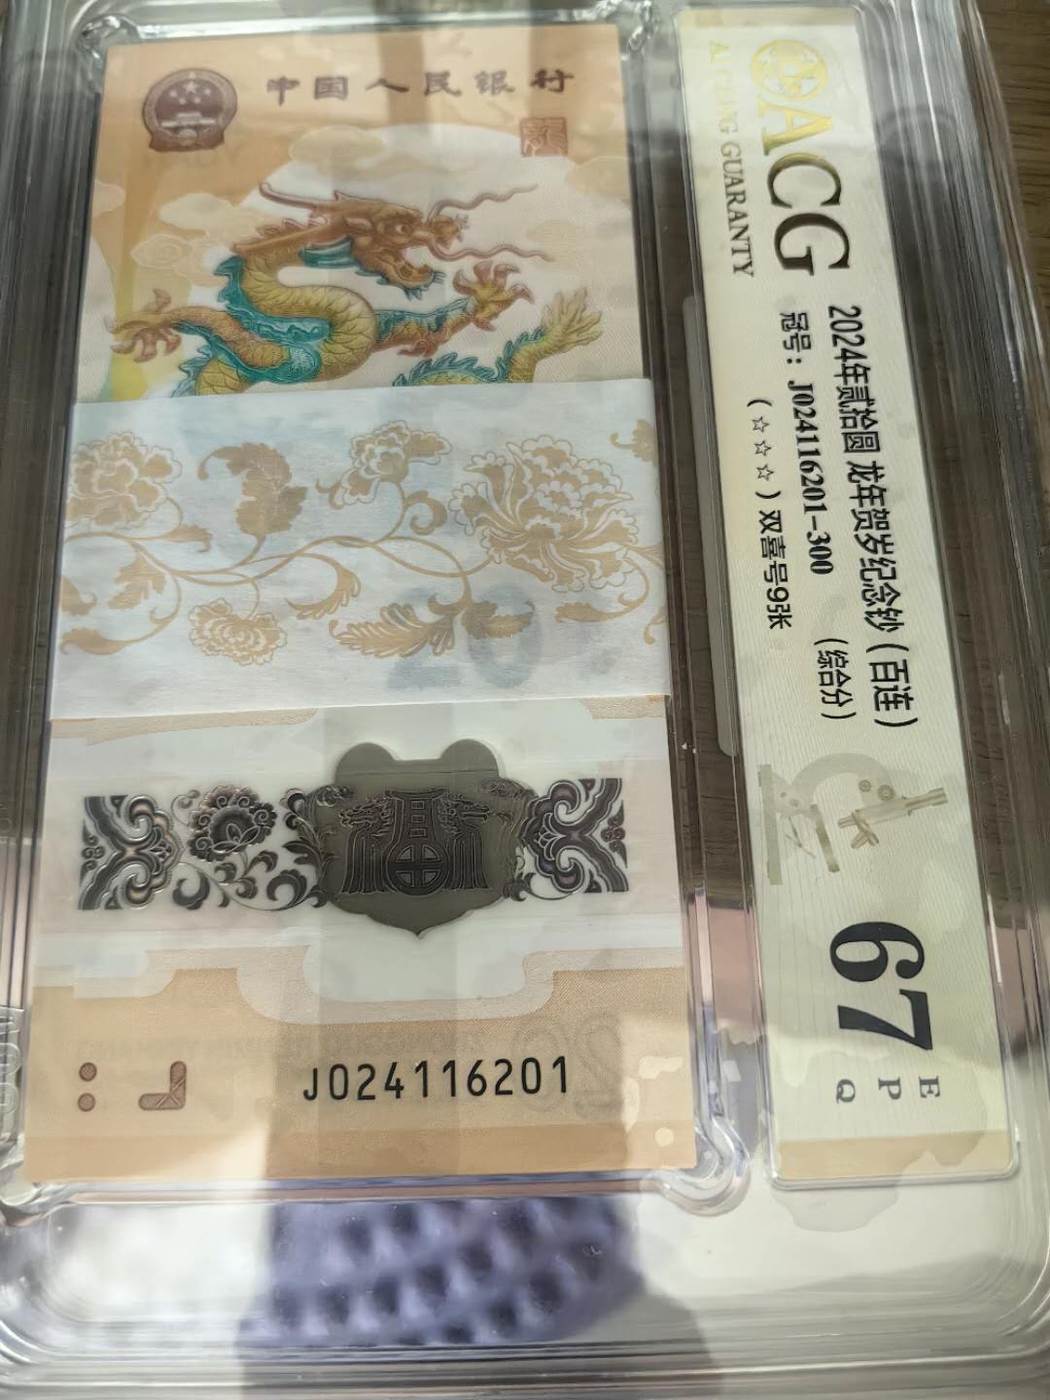 中国人民银行
J024116201
ACG
GUARANTY
2024年贰拾圆 龙年贺岁纪念钞（百连）
冠号：J024116201-300 （综合分）
（☆☆☆）双喜号9张
67
E
P
Q